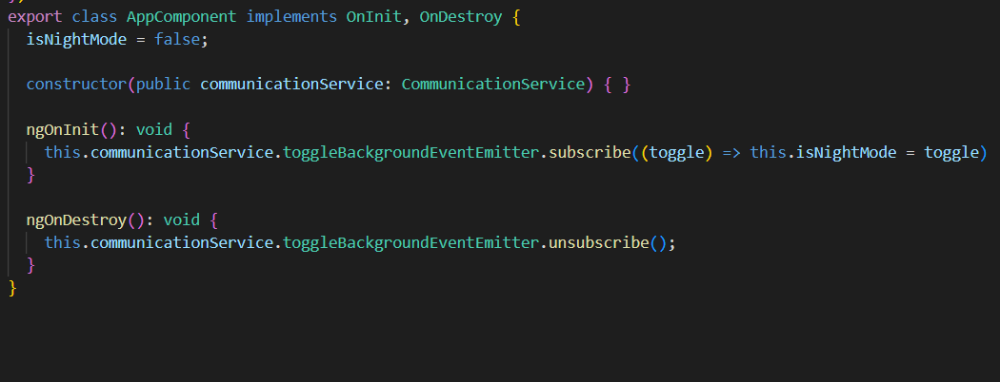 export class AppComponent implements OnInit, OnDestroy {
isNightMode = false;
constructor(public communicationService: CommunicationService) { }
ngOnInit(): void {
this.communicationService.toggleBackgroundEventEmitter.subscribe((toggle) => this.isNightMode = toggle)
}
ngOnDestroy(): void {
this.communicationService.toggleBackgroundEventEmitter.unsubscribe();
}
}